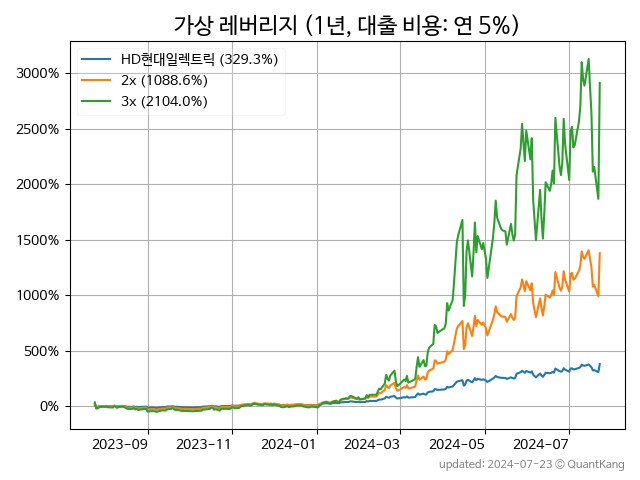 가상 레버리지 (1년, 대출 비용: 연 5%)
HD현대일렉트릭 (329.3%)
2x (1088.6%)
3x (2104.0%)
3000%
2500%
2000%
1500%
1000%
500%
0%
2023-09 2023-11 2024-01 2024-03 2024-05 2024-07
updated: 2024-07-23 © QuantKang